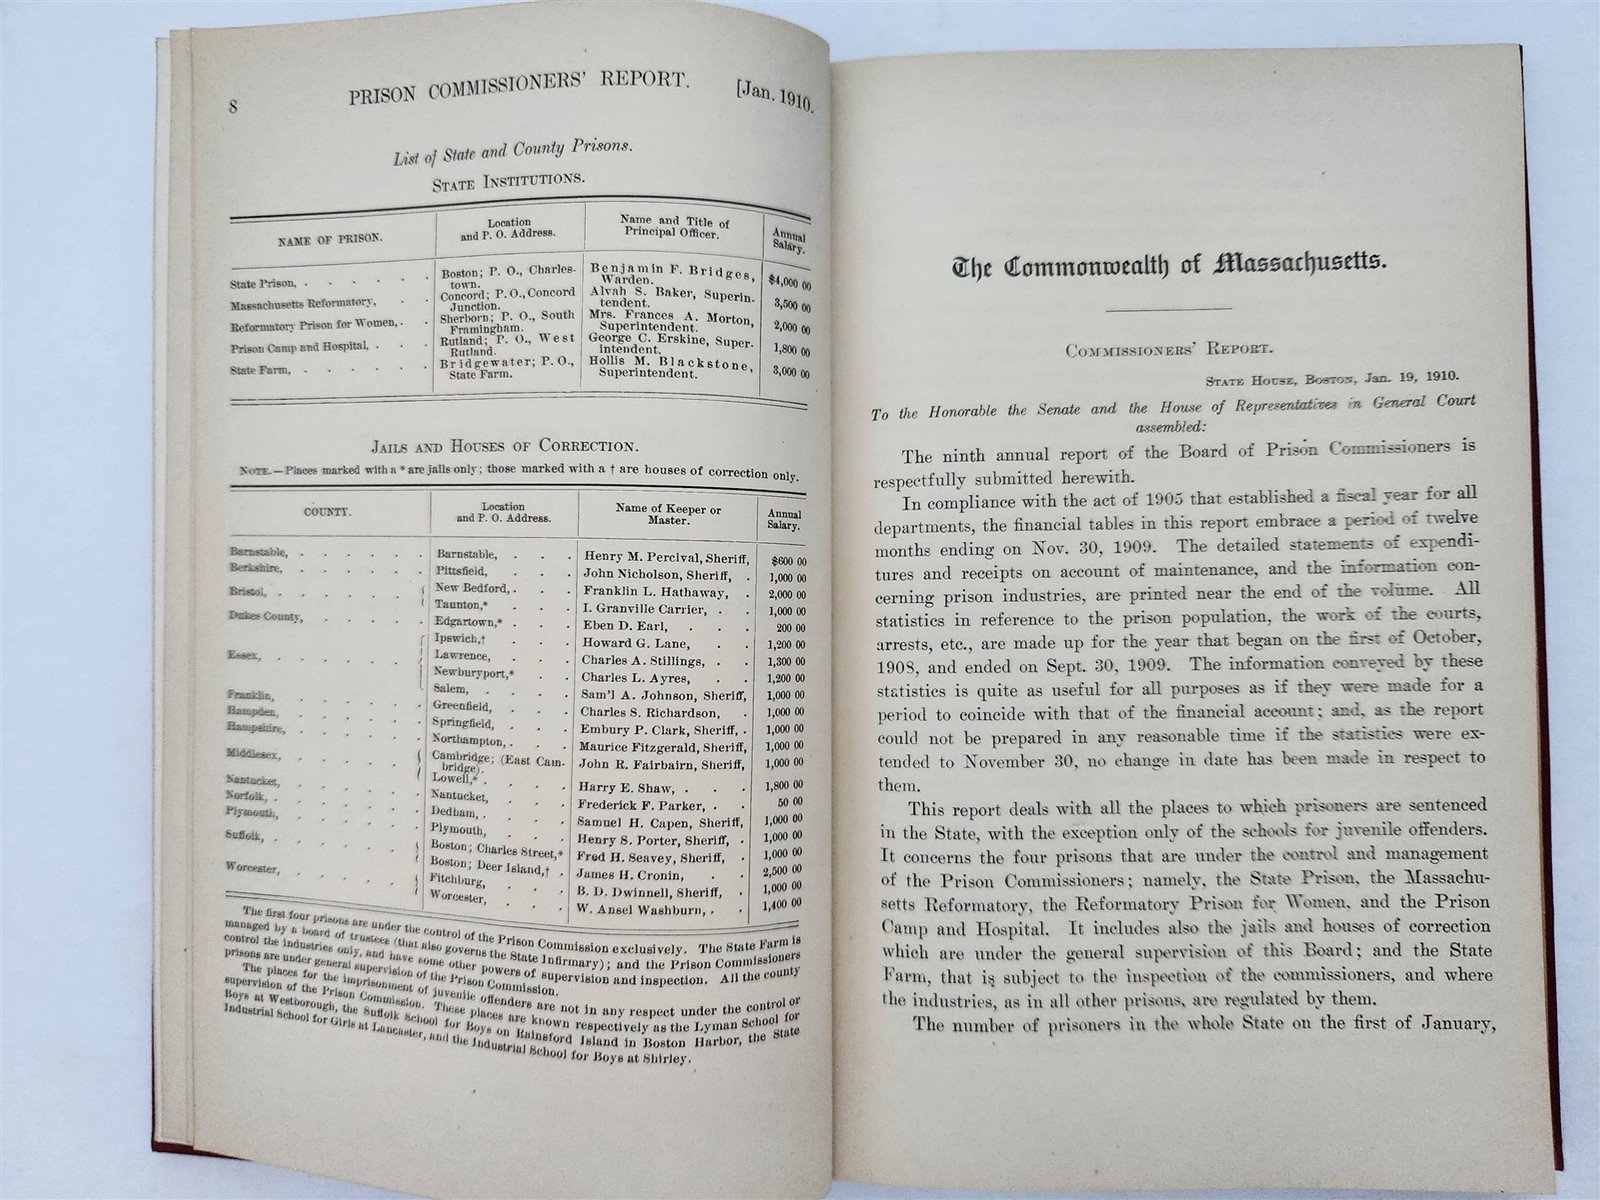 8 PRISON COMMISSIONERS' REPORT. [Jan. 1910.
List of State and County Prisons.
STATE INSTITUTIONS.
NAME OF PRISON. Location and P. O. Address. Name and Title of Principal Officer. Annual Salary.
State Prison, . . . . . . Boston; P. O., Charlestown. Benjamin F. Bridges, Warden. $4,000 00
Massachusetts Reformatory, . . Concord; P. O., Concord Junction. Alvah S. Baker, Superintendent. 3,500 00
Reformatory Prison for Women, . . Sherborn; P. O., South Framingham. Mrs. Frances A. Morton, Superintendent. 2,000 00
Prison Camp and Hospital, . . . Rutland; P. O., West Rutland. George C. Erskine, Superintendent. 1,800 00
State Farm, . . . . . . Bridgewater; P. O., State Farm. Hollis M. Blackstone, Superintendent. 3,000 00
JAILS AND HOUSES OF CORRECTION.
NOTE.—Places marked with a * are jails only; those marked with a † are houses of correction only.
COUNTY. Location and P. O. Address. Name of Keeper or Master. Annual Salary.
Barnstable, . . . . . . Barnstable, . . . Henry M. Percival, Sheriff, $600 00
Berkshire, . . . . . . Pittsfield, . . . John Nicholson, Sheriff, . 1,000 00
Bristol, . . . . . . { New Bedford, . . . Franklin L. Hathaway, . 2,000 00
Taunton,* . . . I. Granville Carrier, . . 1,000 00
Dukes County, . . . . . Edgartown,* . . . Eben D. Earl, . . . 200 00
Essex, . . . . . . { Ipswich,† . . . Howard G. Lane, . . 1,200 00
Lawrence, . . . Charles A. Stillings, . . 1,300 00
Newburyport,* . . Charles L. Ayres, . . 1,200 00
Salem, . . . . Sam'l A. Johnson, Sheriff, 1,000 00
Franklin, . . . . . . Greenfield, . . . Charles S. Richardson, . 1,000 00
Hampden, . . . . . . Springfield, . . . Embury P. Clark, Sheriff, . 1,000 00
Hampshire, . . . . . . Northampton, . . . Maurice Fitzgerald, Sheriff, 1,000 00
Middlesex, . . . . . { Cambridge; (East Cambridge). John R. Fairbairn, Sheriff, 1,000 00
Lowell,* . . . . Harry E. Shaw, . . . 1,800 00
Nantucket, . . . . . . Nantucket, . . . Frederick F. Parker, . . 50 00
Norfolk, . . . . . . Dedham, . . . . Samuel H. Capen, Sheriff, 1,000 00
Plymouth, . . . . . . Plymouth, . . . Henry S. Porter, Sheriff, . 1,000 00
Suffolk, . . . . . . { Boston; Charles Street,* Fred H. Seavey, Sheriff, . 1,000 00
Boston; Deer Island,† . James H. Cronin, . . 2,500 00
Worcester, . . . . . { Fitchburg, . . . B. D. Dwinnell, Sheriff, . 1,000 00
Worcester, . . . W. Ansel Washburn, . . 1,400 00
The first four prisons are under the control of the Prison Commission exclusively. The State Farm is
managed by a board of trustees (that also governs the State Infirmary); and the Prison Commissioners
control the industries only, and have some other powers of supervision and inspection. All the county
prisons are under general supervision of the Prison Commission.
The places for the imprisonment of juvenile offenders are not in any respect under the control or
supervision of the Prison Commission. These places are known respectively as the Lyman School for
Boys at Westborough, the Suffolk School for Boys on Rainsford Island in Boston Harbor, the State
Industrial School for Girls at Lancaster, and the Industrial School for Boys at Shirley.
The Commonwealth of Massachusetts.
COMMISSIONERS' REPORT.
STATE HOUSE, BOSTON, Jan. 19, 1910.
To the Honorable the Senate and the House of Representatives in General Court
assembled:
The ninth annual report of the Board of Prison Commissioners is
respectfully submitted herewith.
In compliance with the act of 1905 that established a fiscal year for all
departments, the financial tables in this report embrace a period of twelve
months ending on Nov. 30, 1909. The detailed statements of expendi-
tures and receipts on account of maintenance, and the information con-
cerning prison industries, are printed near the end of the volume. All
statistics in reference to the prison population, the work of the courts,
arrests, etc., are made up for the year that began on the first of October,
1908, and ended on Sept. 30, 1909. The information conveyed by these
statistics is quite as useful for all purposes as if they were made for a
period to coincide with that of the financial account; and, as the report
could not be prepared in any reasonable time if the statistics were ex-
tended to November 30, no change in date has been made in respect to
them.
This report deals with all the places to which prisoners are sentenced
in the State, with the exception only of the schools for juvenile offenders.
It concerns the four prisons that are under the control and management
of the Prison Commissioners; namely, the State Prison, the Massachu-
setts Reformatory, the Reformatory Prison for Women, and the Prison
Camp and Hospital. It includes also the jails and houses of correction
which are under the general supervision of this Board; and the State
Farm, that is subject to the inspection of the commissioners, and where
the industries, as in all other prisons, are regulated by them.
The number of prisoners in the whole State on the first of January,